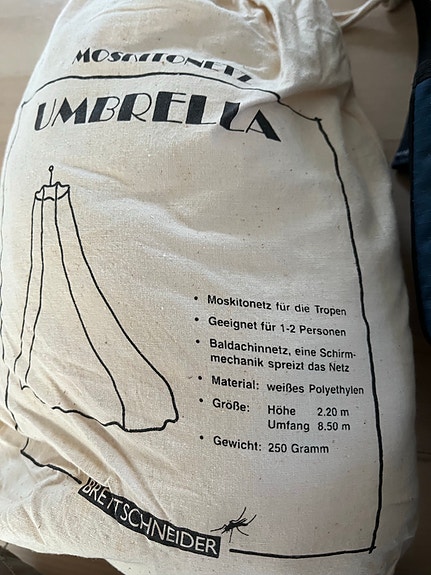 MOSKITONETZ
UMBRELLA
• Moskitonetz für die Tropen
• Geeignet für 1-2 Personen
• Baldachinnetz, eine Schirm-
mechanik spreizt das Netz
• Material: weißes Polyethylen
• Größe: Höhe 2.20 m
Umfang 8.50 m
• Gewicht: 250 Gramm
BRETTSCHNEIDER